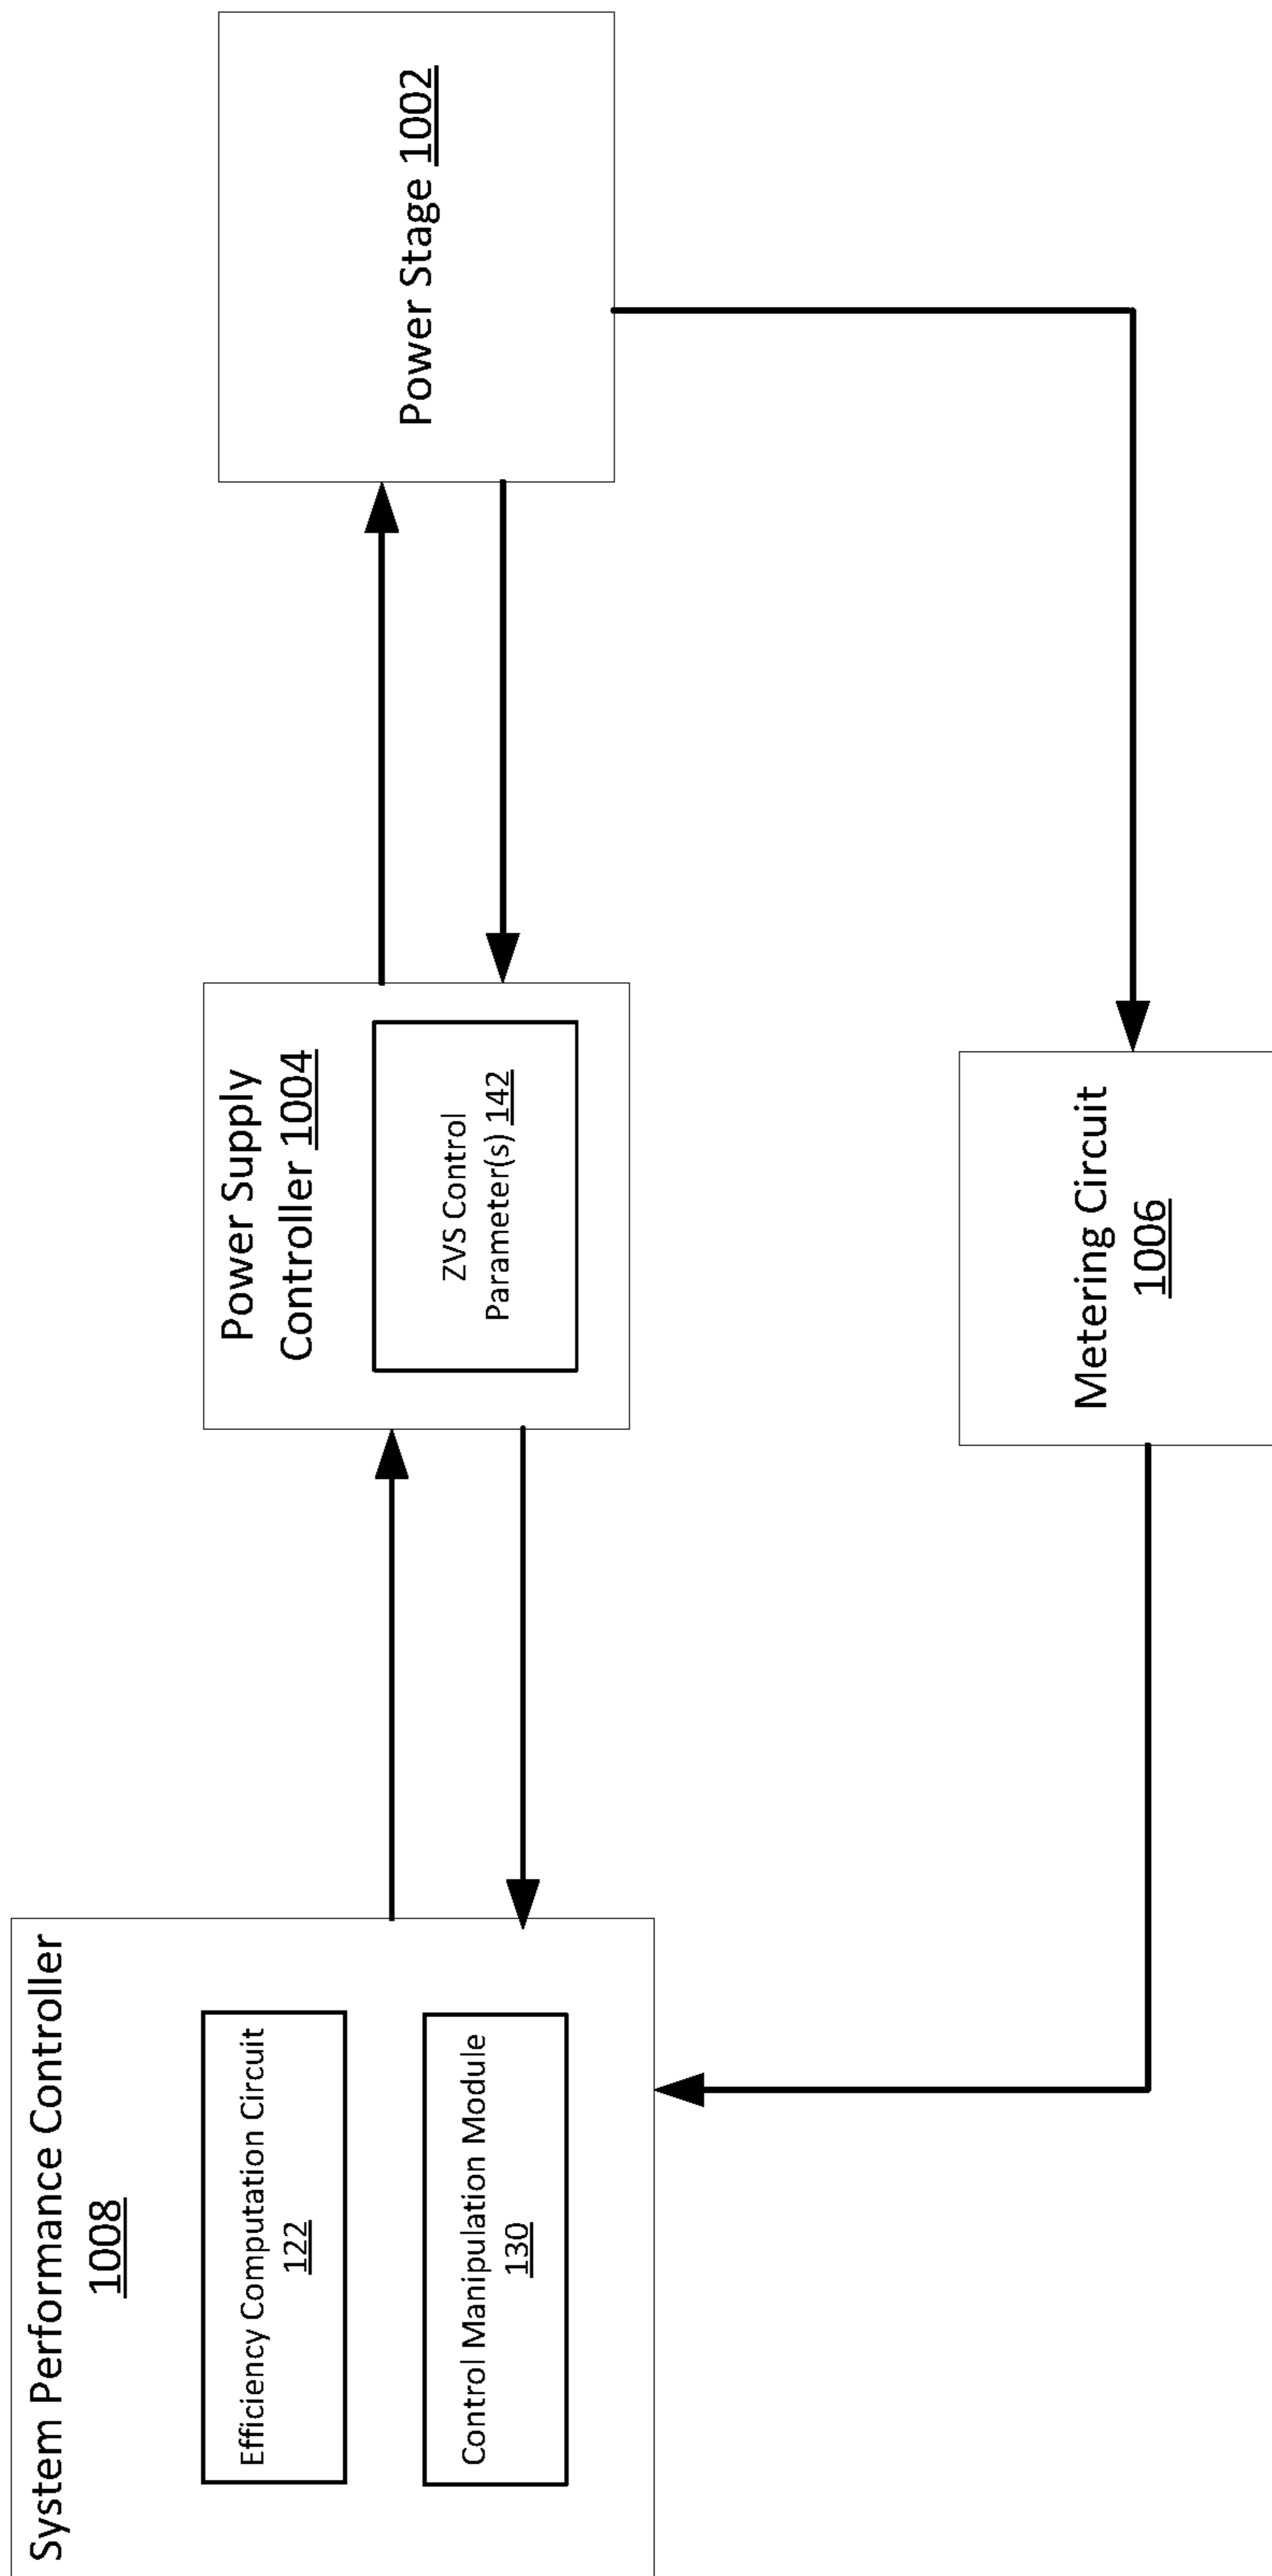 System Performance Controller
1008
Efficiency Computation Circuit
122
Control Manipulation Module
130
Power Supply
Controller 1004
ZVS Control
Parameter(s) 142
Power Stage 1002
Metering Circuit
1006